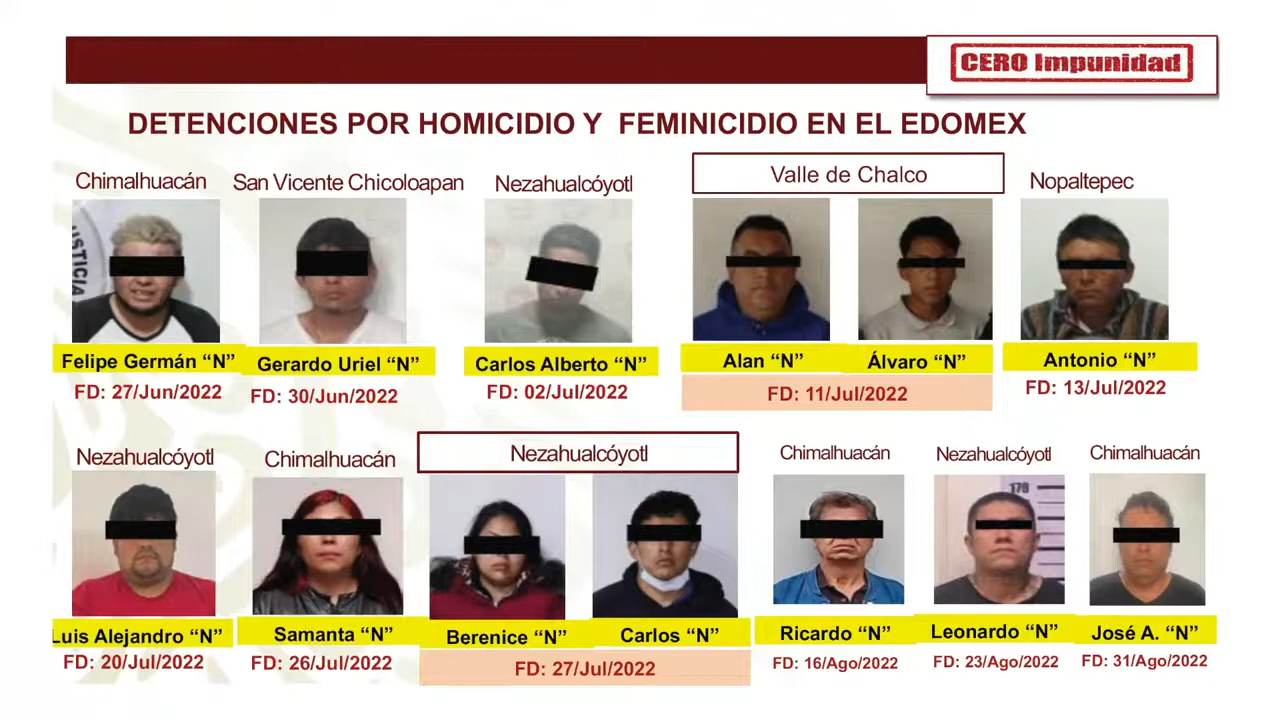 CERO Impunidad
DETENCIONES POR HOMICIDIO Y FEMINICIDIO EN EL EDOMEX
Chimalhuacán
San Vicente Chicoloapan
Nezahualcóyotl
Valle de Chalco
Nopaltepec
USTICIA
Felipe Germán “N”
Gerardo Uriel “N”
Carlos Alberto “N”
Alan “N”
Álvaro “N”
Antonio “N”
FD: 27/Jun/2022
FD: 30/Jun/2022
FD: 02/Jul/2022
FD: 11/Jul/2022
FD: 13/Jul/2022
Nezahualcóyotl
Chimalhuacán
Nezahualcóyotl
Chimalhuacán
Nezahualcóyotl
Chimalhuacán
170
Luis Alejandro “N”
Samanta “N”
Berenice “N”
Carlos “N”
Ricardo “N”
Leonardo “N”
José A. “N”
FD: 20/Jul/2022
FD: 26/Jul/2022
FD: 27/Jul/2022
FD: 16/Ago/2022
FD: 23/Ago/2022
FD: 31/Ago/2022